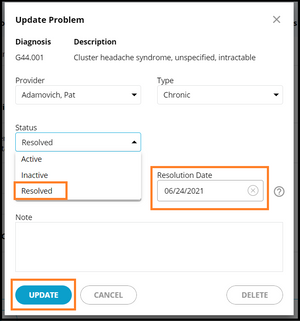 Update Problem
Diagnosis Description
G44.001 Cluster headache syndrome, unspecified, intractable
Provider Type
Adamovich, Pat Chronic
Status
Resolved
Active
Inactive
Resolved
Resolution Date
06/24/2021
Note
UPDATE CANCEL DELETE